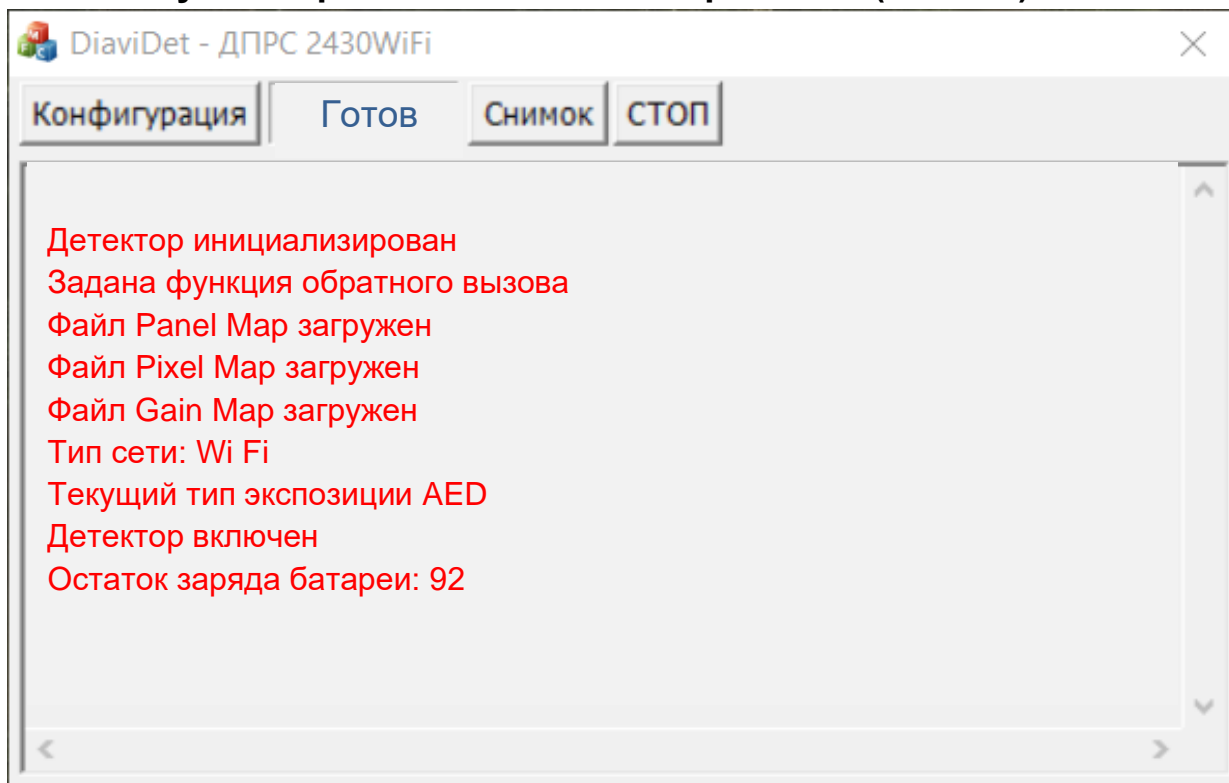 DiaviDet - ДПРС 2430WiFi
Конфигурация Готов Снимок СТОП
Детектор инициализирован
Задана функция обратного вызова
Файл Panel Map загружен
Файл Pixel Map загружен
Файл Gain Map загружен
Тип сети: Wi Fi
Текущий тип экспозиции AED
Детектор включен
Остаток заряда батареи: 92